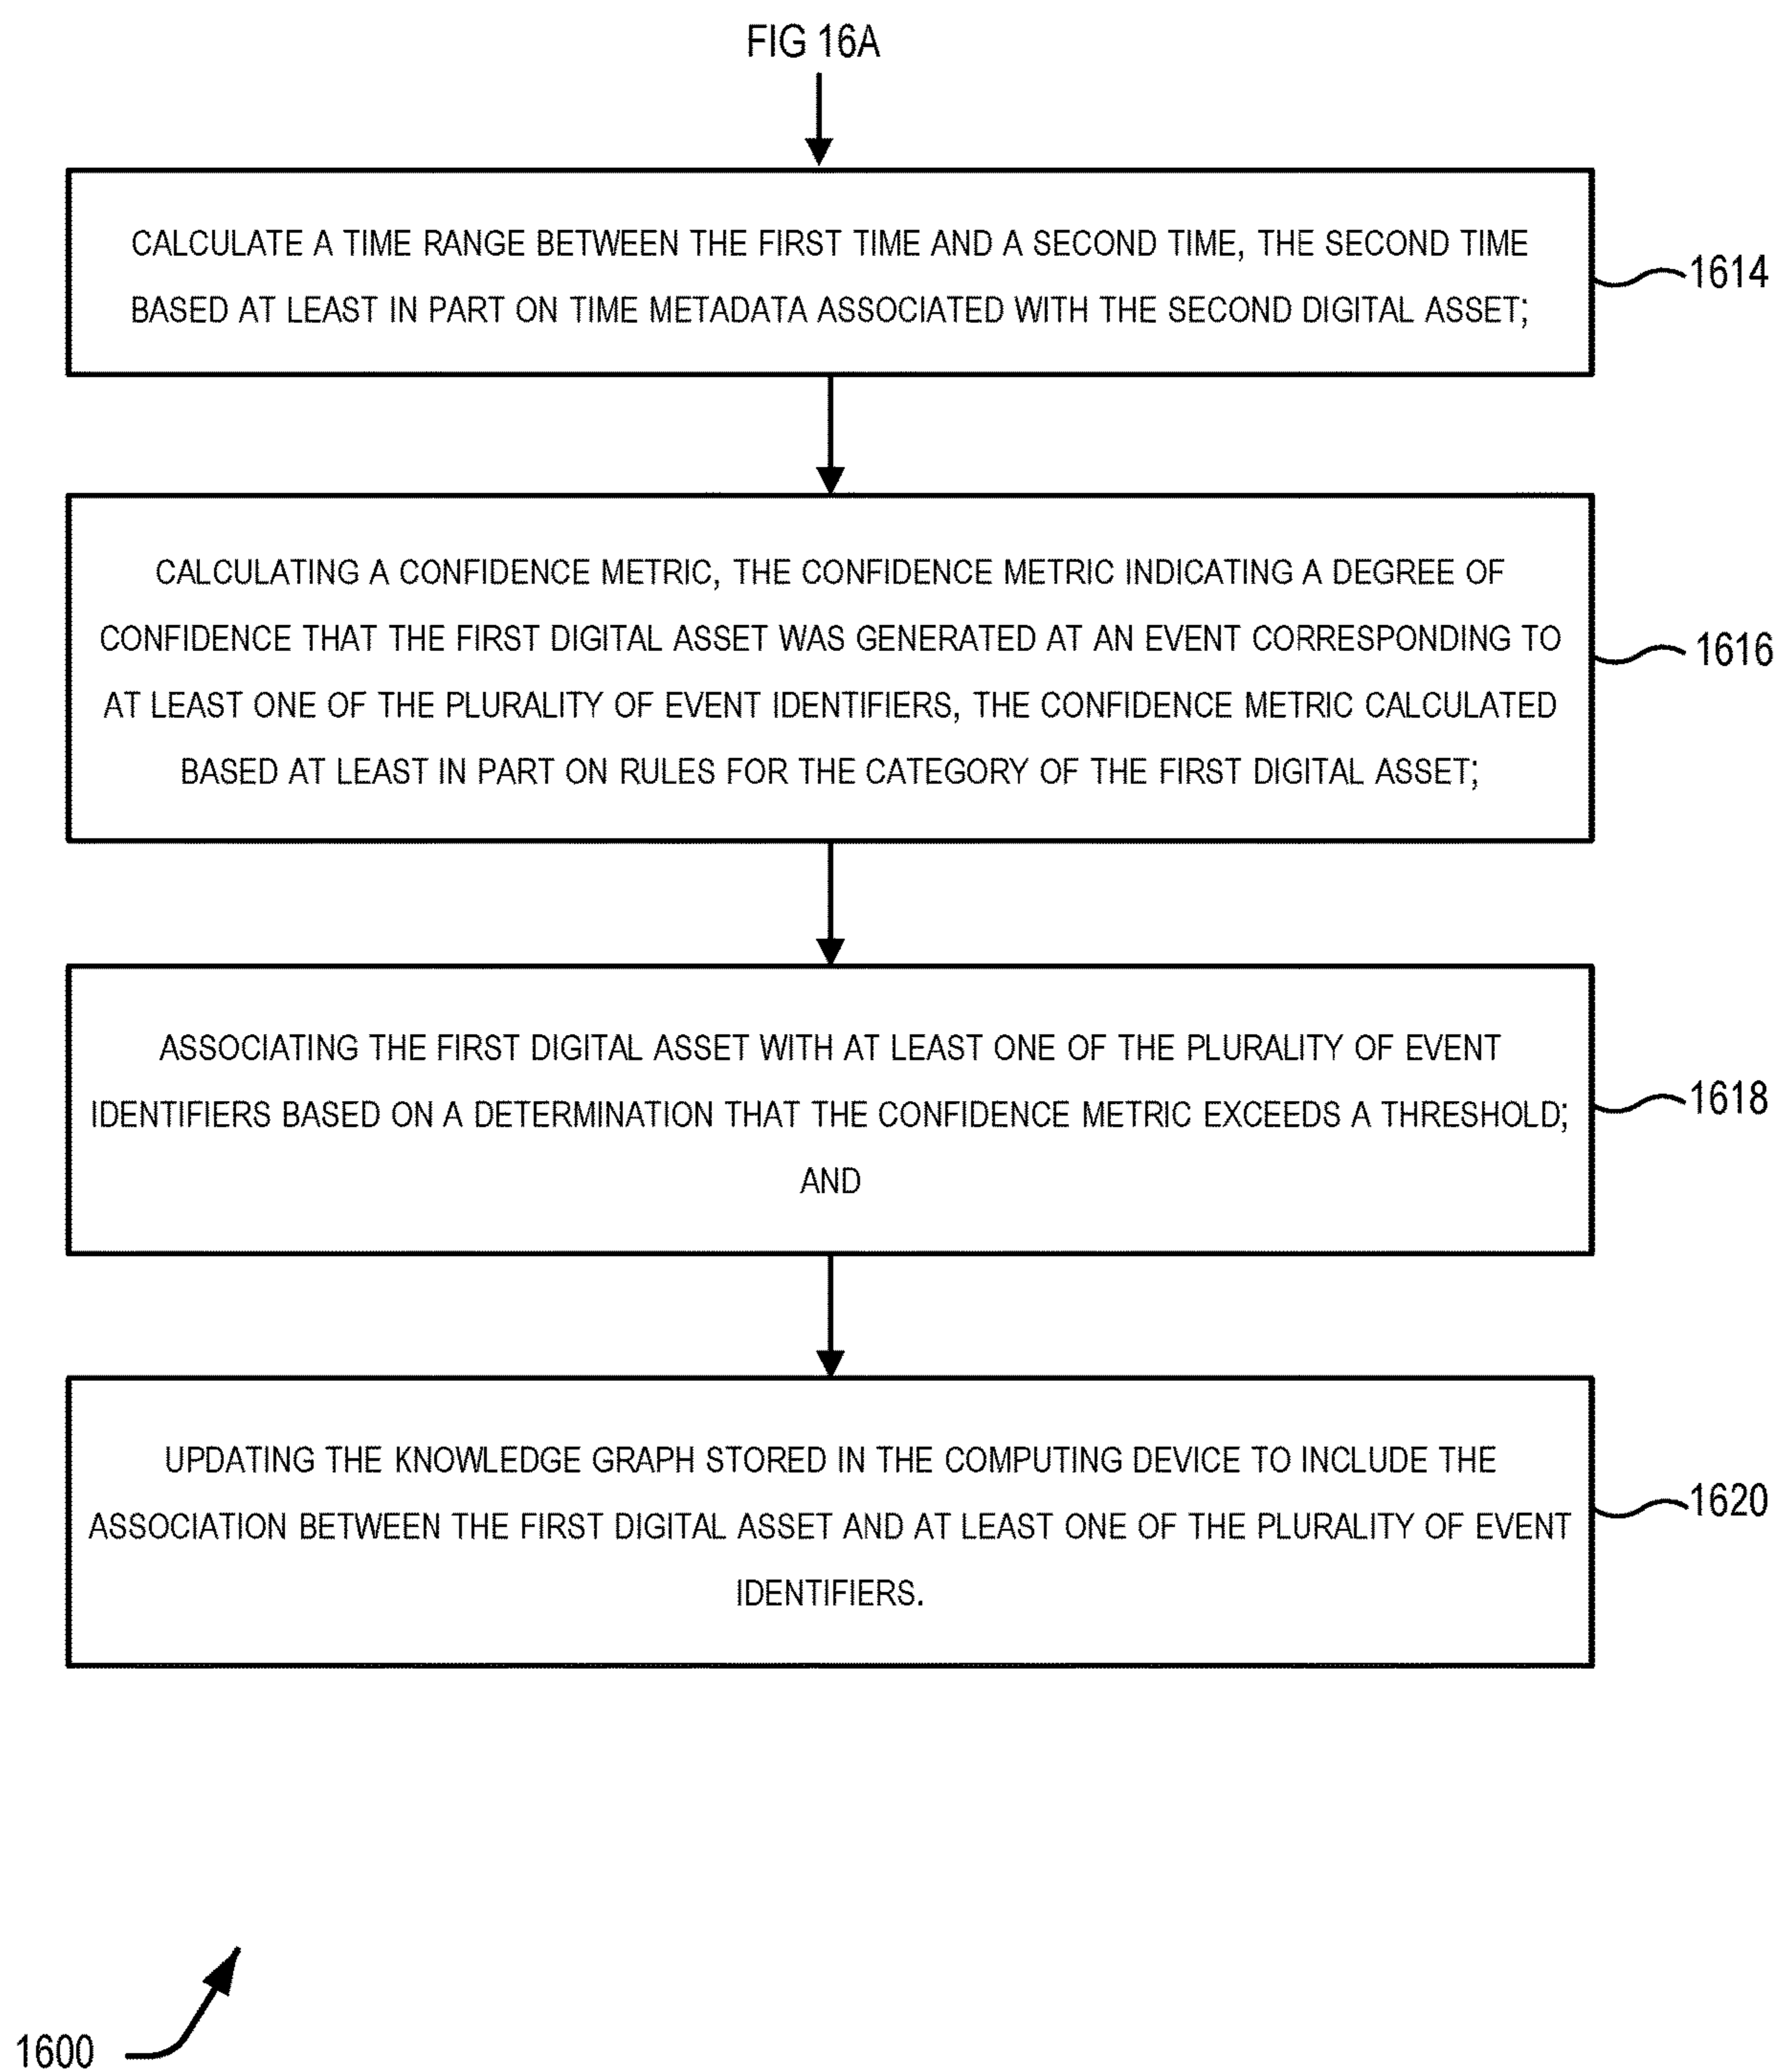 FIG 16A
CALCULATE A TIME RANGE BETWEEN THE FIRST TIME AND A SECOND TIME, THE SECOND TIME
BASED AT LEAST IN PART ON TIME METADATA ASSOCIATED WITH THE SECOND DIGITAL ASSET;
1614
CALCULATING A CONFIDENCE METRIC, THE CONFIDENCE METRIC INDICATING A DEGREE OF
CONFIDENCE THAT THE FIRST DIGITAL ASSET WAS GENERATED AT AN EVENT CORRESPONDING TO
AT LEAST ONE OF THE PLURALITY OF EVENT IDENTIFIERS, THE CONFIDENCE METRIC CALCULATED
BASED AT LEAST IN PART ON RULES FOR THE CATEGORY OF THE FIRST DIGITAL ASSET;
1616
ASSOCIATING THE FIRST DIGITAL ASSET WITH AT LEAST ONE OF THE PLURALITY OF EVENT
IDENTIFIERS BASED ON A DETERMINATION THAT THE CONFIDENCE METRIC EXCEEDS A THRESHOLD;
AND
1618
UPDATING THE KNOWLEDGE GRAPH STORED IN THE COMPUTING DEVICE TO INCLUDE THE
ASSOCIATION BETWEEN THE FIRST DIGITAL ASSET AND AT LEAST ONE OF THE PLURALITY OF EVENT
IDENTIFIERS.
1620
1600